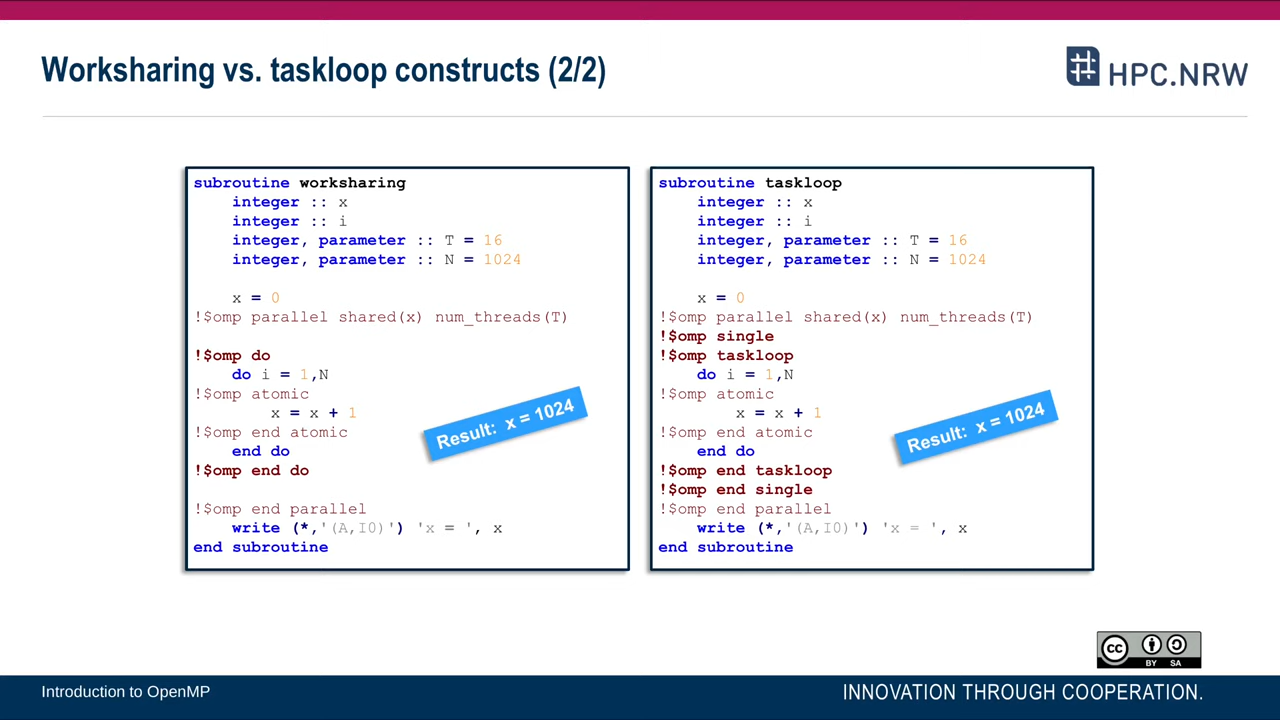 Worksharing vs. taskloop constructs (2/2)
HPC.NRW
subroutine worksharing
integer :: x
integer :: i
integer, parameter :: T = 16
integer, parameter :: N = 1024
x = 0
!$omp parallel shared(x) num_threads(T)
!$omp do
do i = 1,N
!$omp atomic
x = x + 1
!$omp end atomic
end do
!$omp end do
!$omp end parallel
write (*,'(A,I0)') 'x = ', x
end subroutine
Result: x = 1024
subroutine taskloop
integer :: x
integer :: i
integer, parameter :: T = 16
integer, parameter :: N = 1024
x = 0
!$omp parallel shared(x) num_threads(T)
!$omp single
!$omp taskloop
do i = 1,N
!$omp atomic
x = x + 1
!$omp end atomic
end do
!$omp end taskloop
!$omp end single
!$omp end parallel
write (*,'(A,I0)') 'x = ', x
end subroutine
Result: x = 1024
cc
BY SA
Introduction to OpenMP
INNOVATION THROUGH COOPERATION.